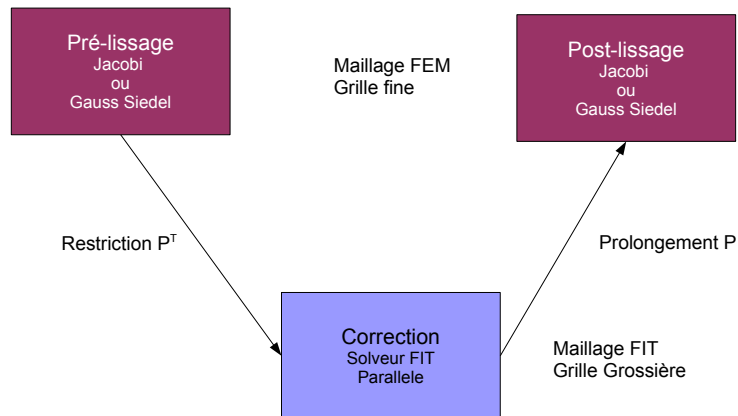 Pré-lissage
Jacobi
ou
Gauss Siedel
Maillage FEM
Grille fine
Post-lissage
Jacobi
ou
Gauss Siedel
Restriction Pᵀ
Prolongement P
Correction
Solveur FIT
Parallele
Maillage FIT
Grille Grossière